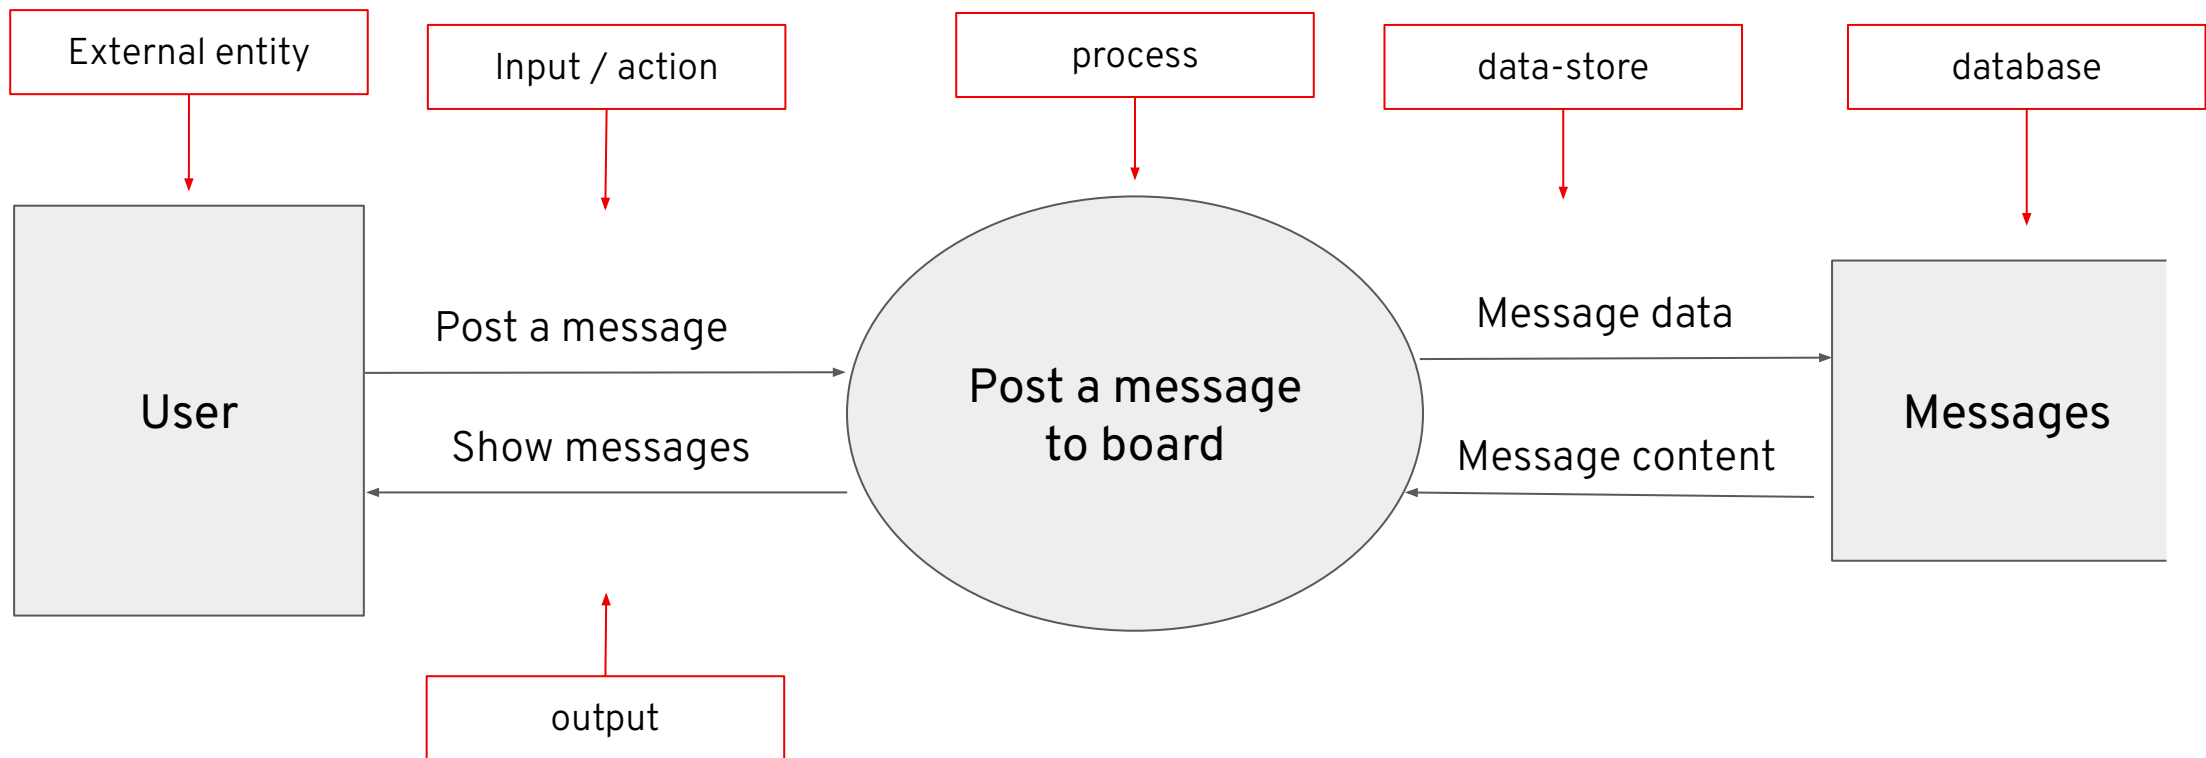 External entity
Input / action
process
data-store
database
User
Post a message
Show messages
Post a message
to board
Message data
Message content
Messages
output